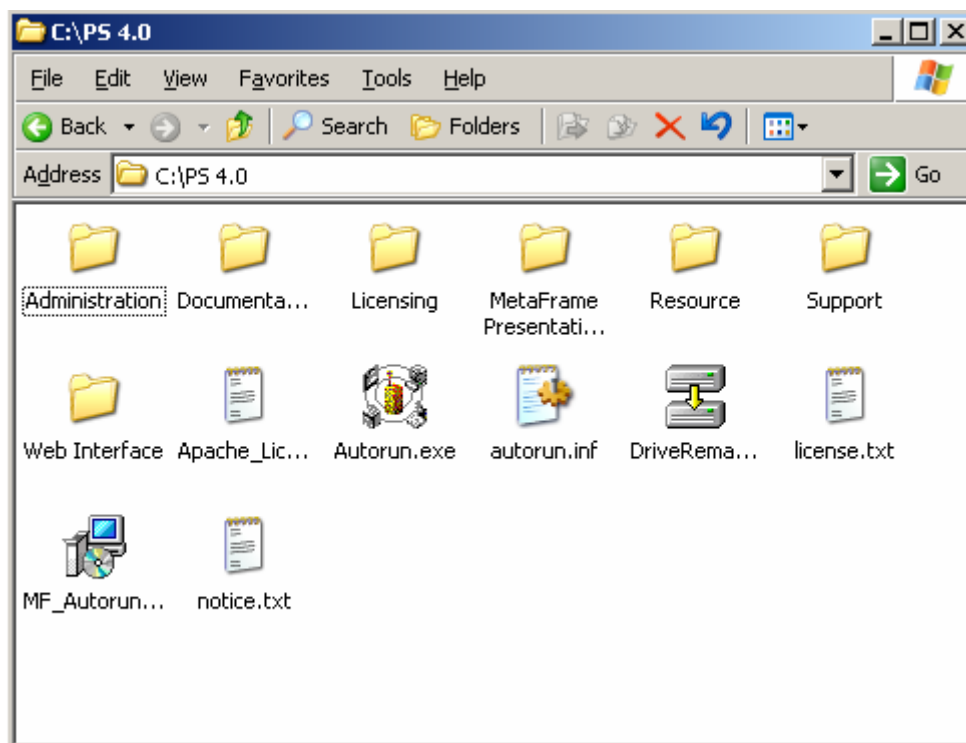 C:\PS 4.0
File Edit View Favorites Tools Help
Back Search Folders
Address C:\PS 4.0 Go
Administration Documenta... Licensing MetaFrame Presentati... Resource Support
Web Interface Apache_Lic... Autorun.exe autorun.inf DriveRema... license.txt
MF_Autorun... notice.txt